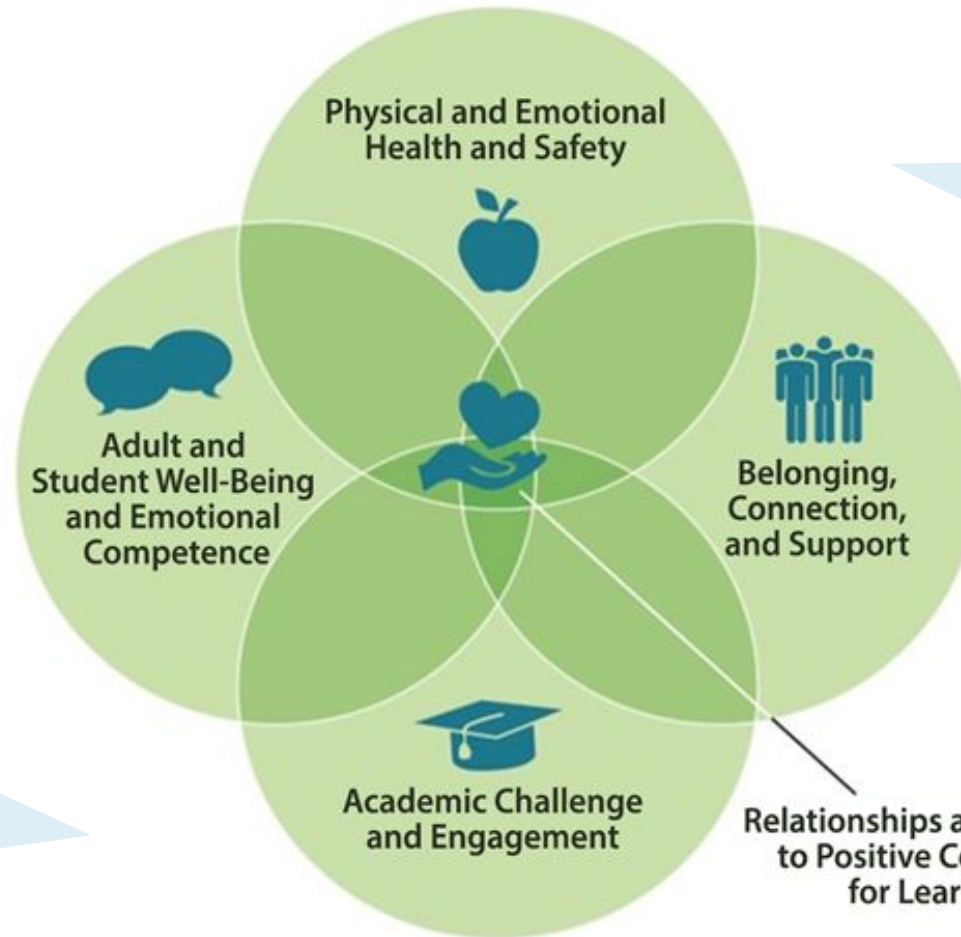 Physical and Emotional
Health and Safety
Adult and
Student Well-Being
and Emotional
Competence
Belonging,
Connection,
and Support
Academic Challenge
and Engagement
Relationships
to Positive
for